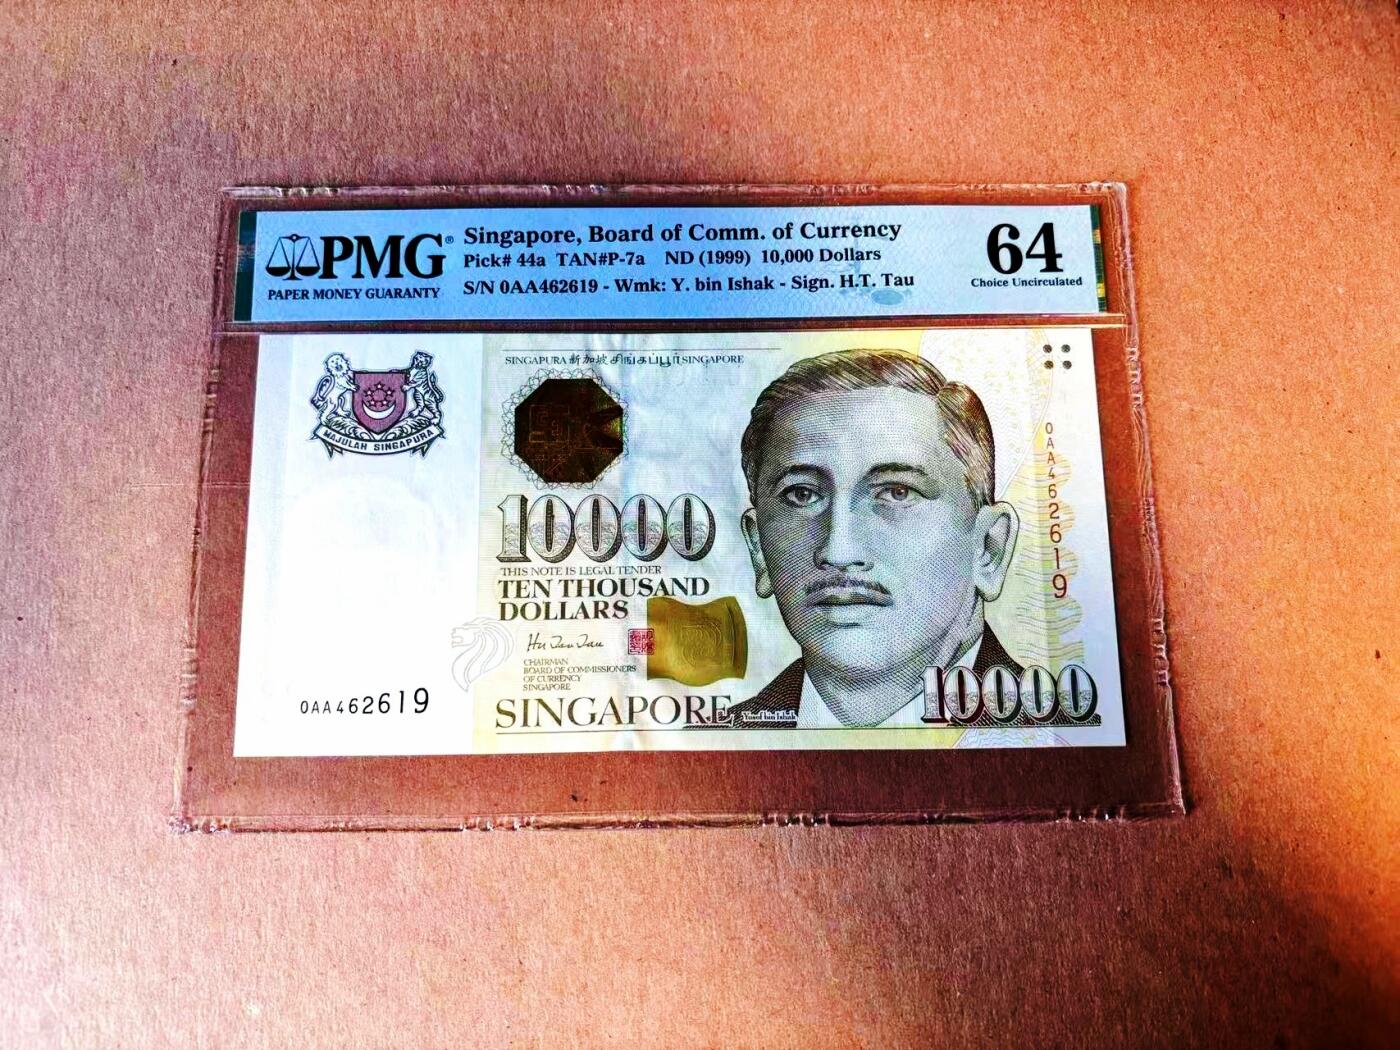 PMG®
PAPER MONEY GUARANTY
Singapore, Board of Comm. of Currency
Pick# 44a TAN#P-7a ND (1999) 10,000 Dollars
S/N 0AA462619 - Wmk: Y. bin Ishak - Sign. H.T. Tau
64
Choice Uncirculated
SINGAPURA 新加坡 சிங்கப்பூர் SINGAPORE
MAJULAH SINGAPURA
10000
THIS NOTE IS LEGAL TENDER
TEN THOUSAND
DOLLARS
CHAIRMAN
BOARD OF COMMISSIONERS
OF CURRENCY
SINGAPORE
SINGAPORE
Yusof bin Ishak
0AA462619
0AA462619
10000